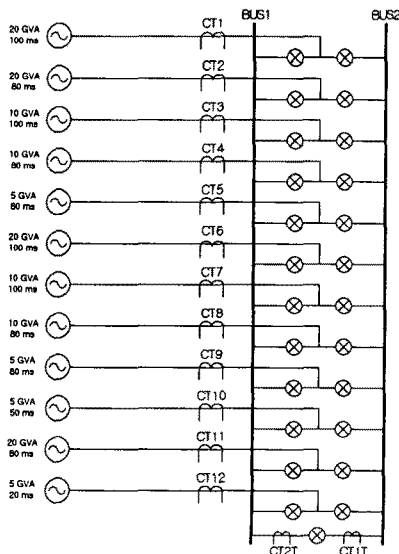 BUS1 BUS2
20 GVA
100 ms
CT1
20 GVA
80 ms
CT2
10 GVA
100 ms
CT3
10 GVA
80 ms
CT4
5 GVA
80 ms
CT5
20 GVA
100 ms
CT6
10 GVA
100 ms
CT7
10 GVA
80 ms
CT8
5 GVA
80 ms
CT9
5 GVA
50 ms
CT10
20 GVA
80 ms
CT11
5 GVA
20 ms
CT12
CT2T CT1T